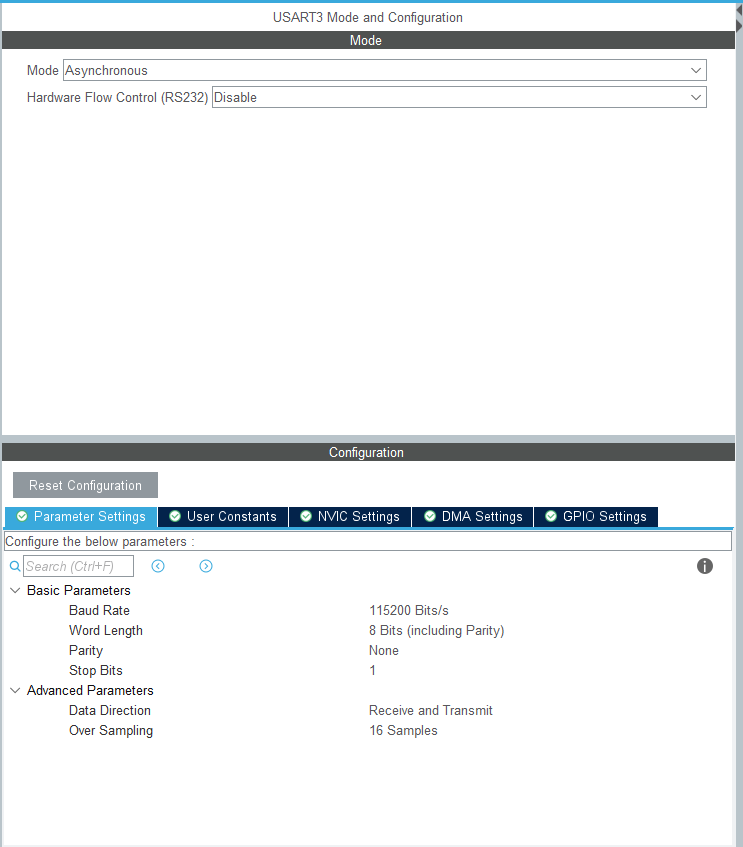 USART3 Mode and Configuration
Mode
Mode Asynchronous
Hardware Flow Control (RS232) Disable
Configuration
Reset Configuration
Parameter Settings User Constants NVIC Settings DMA Settings GPIO Settings
Configure the below parameters :
Search (Ctrl+F)
Basic Parameters
Baud Rate 115200 Bits/s
Word Length 8 Bits (including Parity)
Parity None
Stop Bits 1
Advanced Parameters
Data Direction Receive and Transmit
Over Sampling 16 Samples